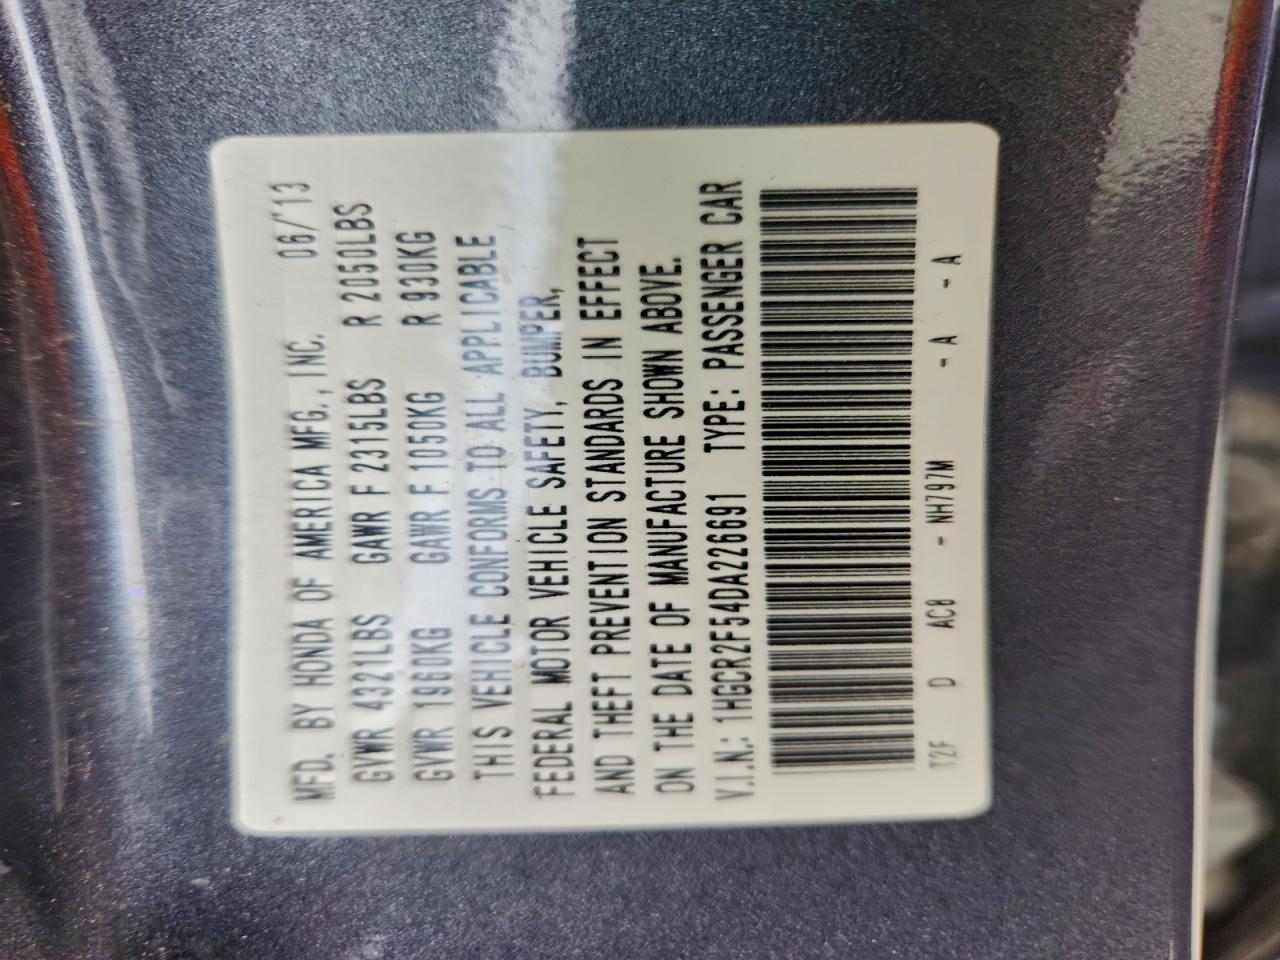 MFD. BY HONDA OF AMERICA MFG., INC. 06/'13
GVWR 4321LBS GAWR F 2315LBS R 2050LBS
GVWR 1960KG GAWR F 1050KG R 930KG
THIS VEHICLE CONFORMS TO ALL APPLICABLE
FEDERAL MOTOR VEHICLE SAFETY, BUMPER,
AND THEFT PREVENTION STANDARDS IN EFFECT
ON THE DATE OF MANUFACTURE SHOWN ABOVE.
V.I.N.: 1HGCR2F54DA226691 TYPE: PASSENGER CAR
T2F D AC8 - NH797M - A - A